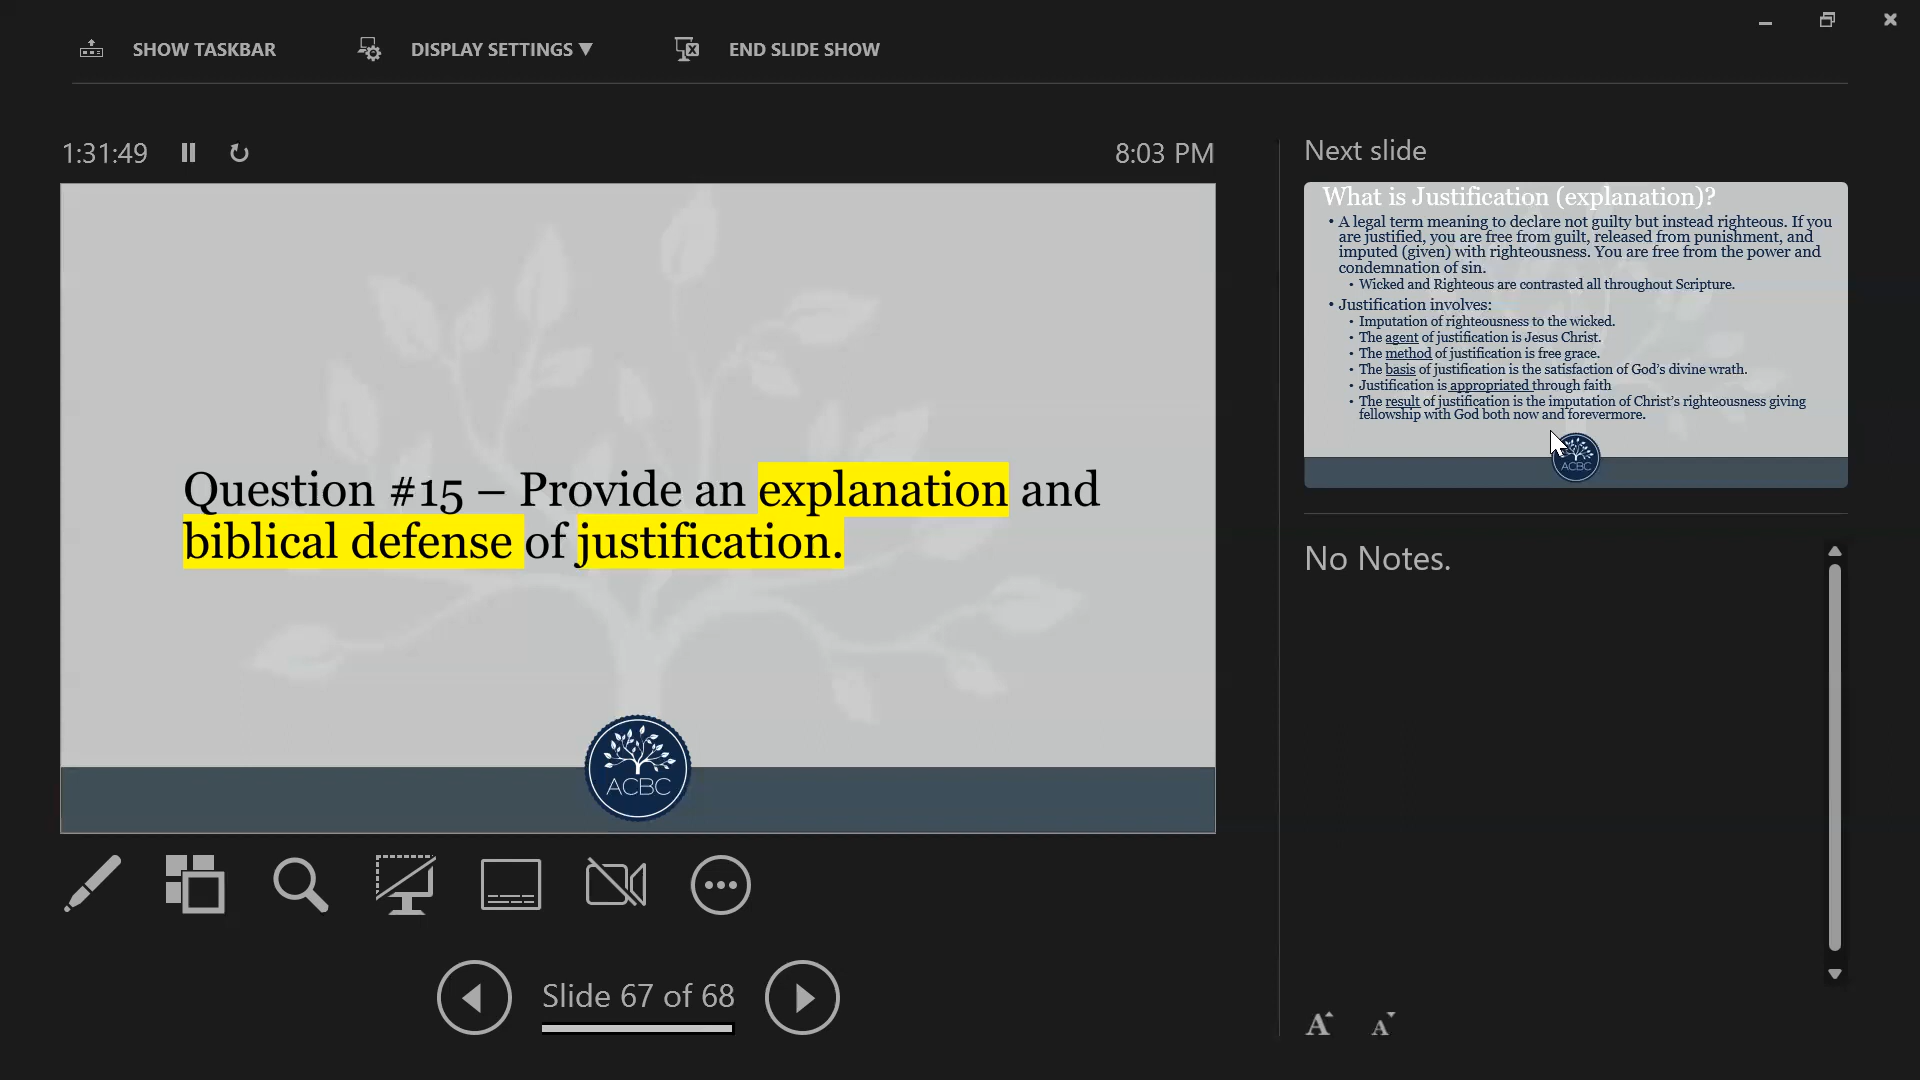 SHOW TASKBAR
DISPLAY SETTINGS ▼
END SLIDE SHOW
1:31:49
8:03 PM
Question #15 – Provide an explanation and
biblical defense of justification.
ACBC
Slide 67 of 68
Next slide
What is Justification (explanation)?
• A legal term meaning to declare not guilty but instead righteous. If you
are justified, you are free from guilt, released from punishment, and
imputed (given) with righteousness. You are free from the power and
condemnation of sin.
• Wicked and Righteous are contrasted all throughout Scripture.
• Justification involves:
• Imputation of righteousness to the wicked.
• The agent of justification is Jesus Christ.
• The method of justification is free grace.
• The basis of justification is the satisfaction of God's divine wrath.
• Justification is appropriated through faith
• The result of justification is the imputation of Christ's righteousness giving
fellowship with God both now and forevermore.
ACBC
No Notes.
A A